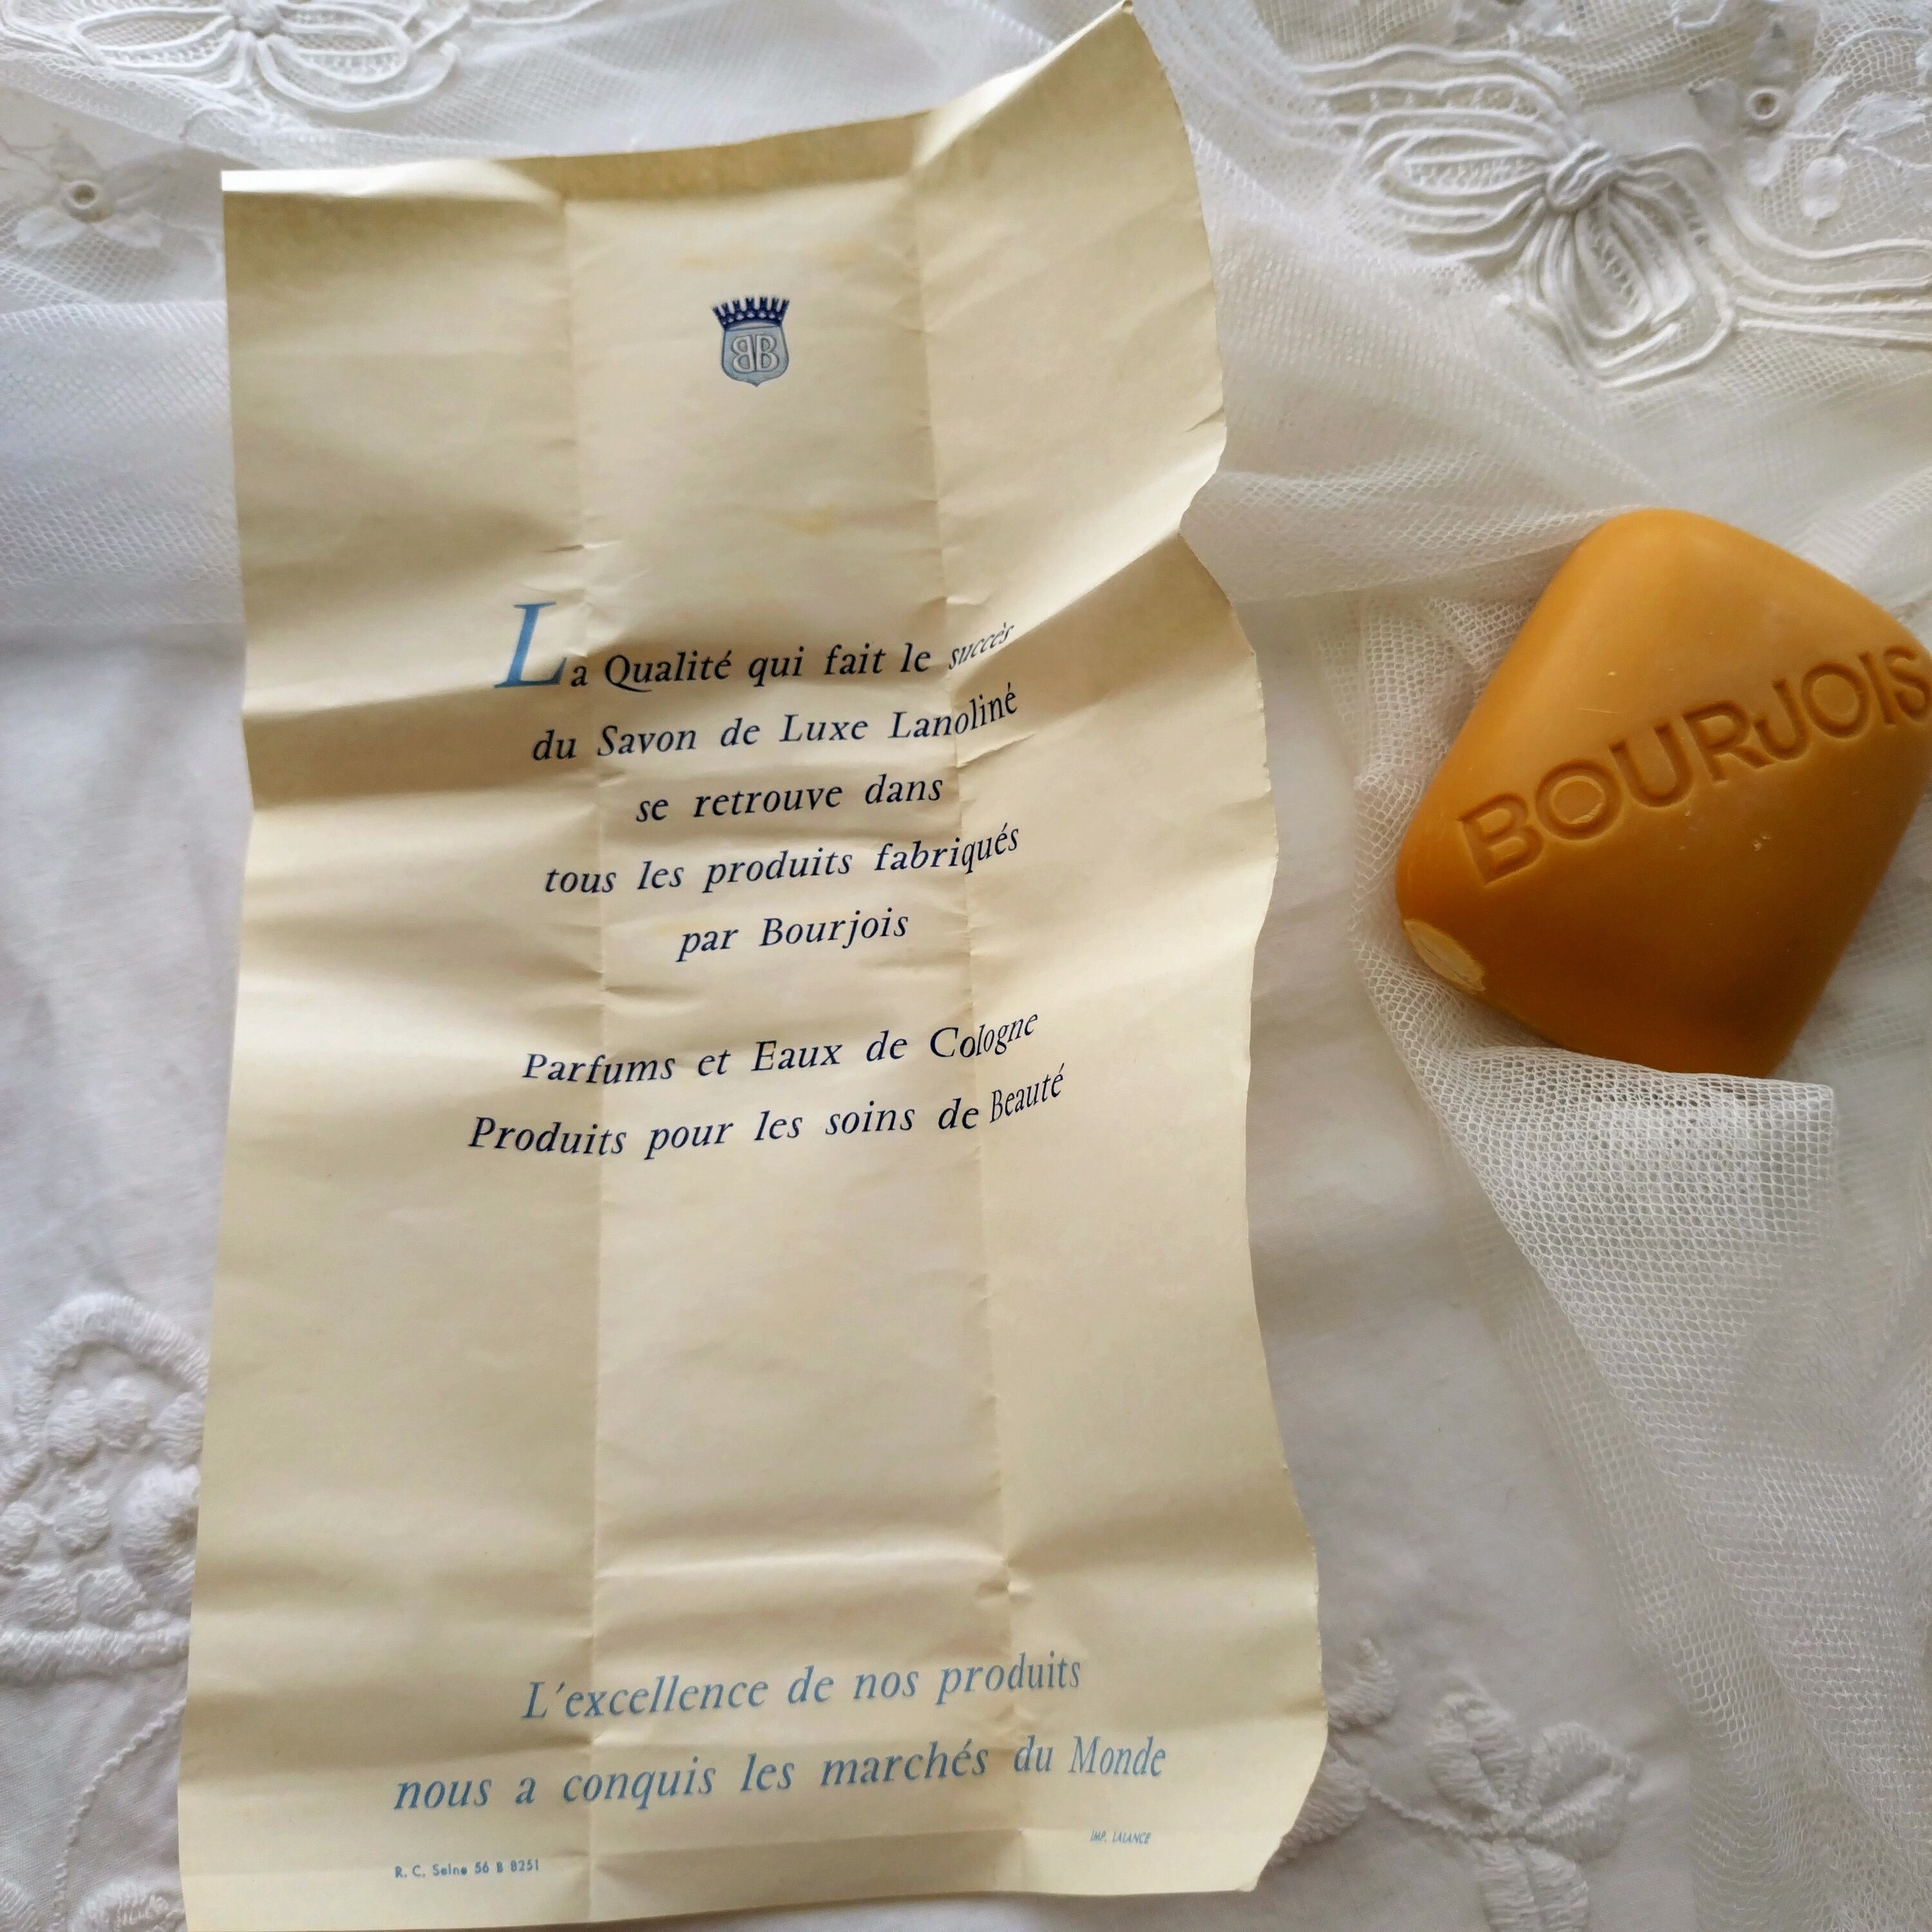 BB
La Qualité qui fait le succès
du Savon de Luxe Lanoliné
se retrouve dans
tous les produits fabriqués
par Bourjois
Parfums et Eaux de Cologne
Produits pour les soins de Beauté
L'excellence de nos produits
nous a conquis les marchés du Monde
R. C. Seine 56 B 8251
IMP. LALANCE
BOURJOIS